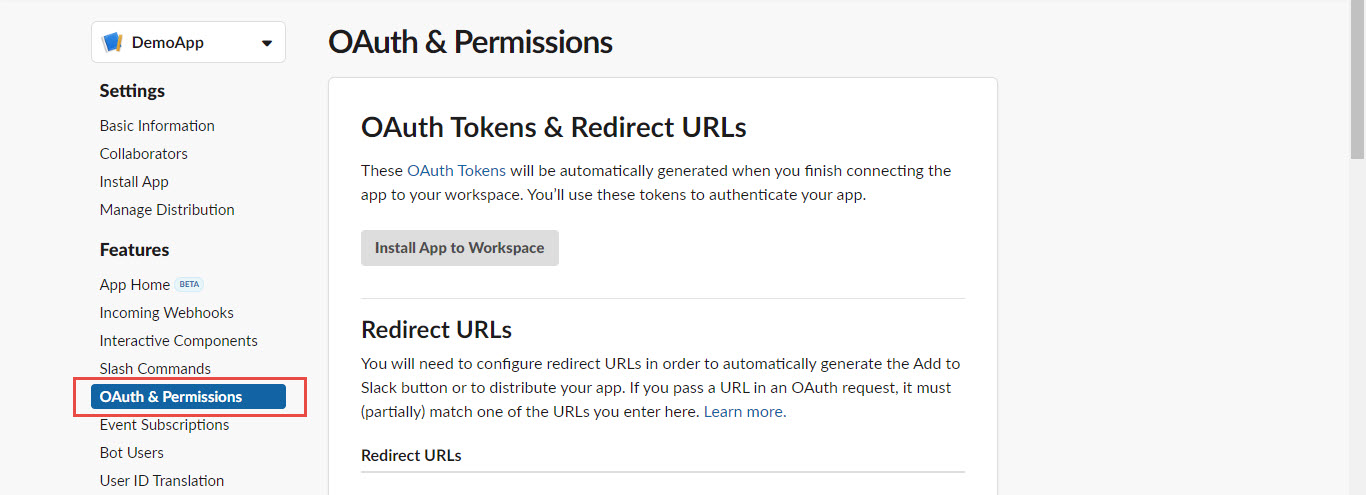 DemoApp
Settings
Basic Information
Collaborators
Install App
Manage Distribution
Features
App Home BETA
Incoming Webhooks
Interactive Components
Slash Commands
OAuth & Permissions
Event Subscriptions
Bot Users
User ID Translation
OAuth & Permissions
OAuth Tokens & Redirect URLs
These OAuth Tokens will be automatically generated when you finish connecting the
app to your workspace. You’ll use these tokens to authenticate your app.
Install App to Workspace
Redirect URLs
You will need to configure redirect URLs in order to automatically generate the Add to
Slack button or to distribute your app. If you pass a URL in an OAuth request, it must
(partially) match one of the URLs you enter here. Learn more.
Redirect URLs